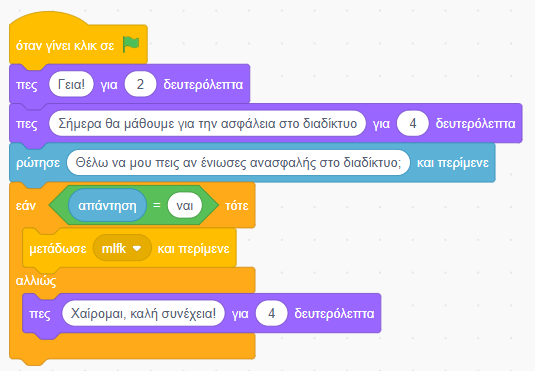 όταν γίνει κλικ σε
πες Γεια! για 2 δευτερόλεπτα
πες Σήμερα θα μάθουμε για την ασφάλεια στο διαδίκτυο για 4 δευτερόλεπτα
ρώτησε Θέλω να μου πεις αν ένιωσες ανασφαλής στο διαδίκτυο; και περίμενε
εάν απάντηση = ναι τότε
μετάδωσε mlfk και περίμενε
αλλιώς
πες Χαίρομαι, καλή συνέχεια! για 4 δευτερόλεπτα